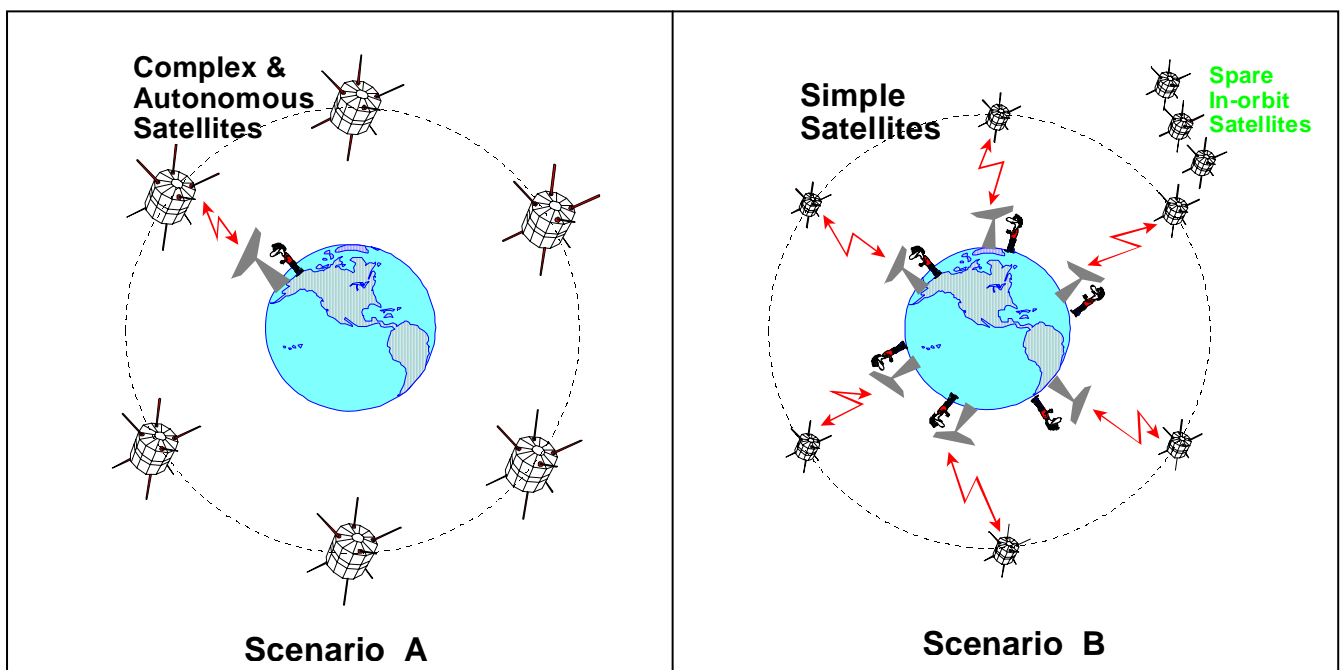 Complex &
Autonomous
Satellites
Scenario A
Simple
Satellites
Spare
In-orbit
Satellites
Scenario B